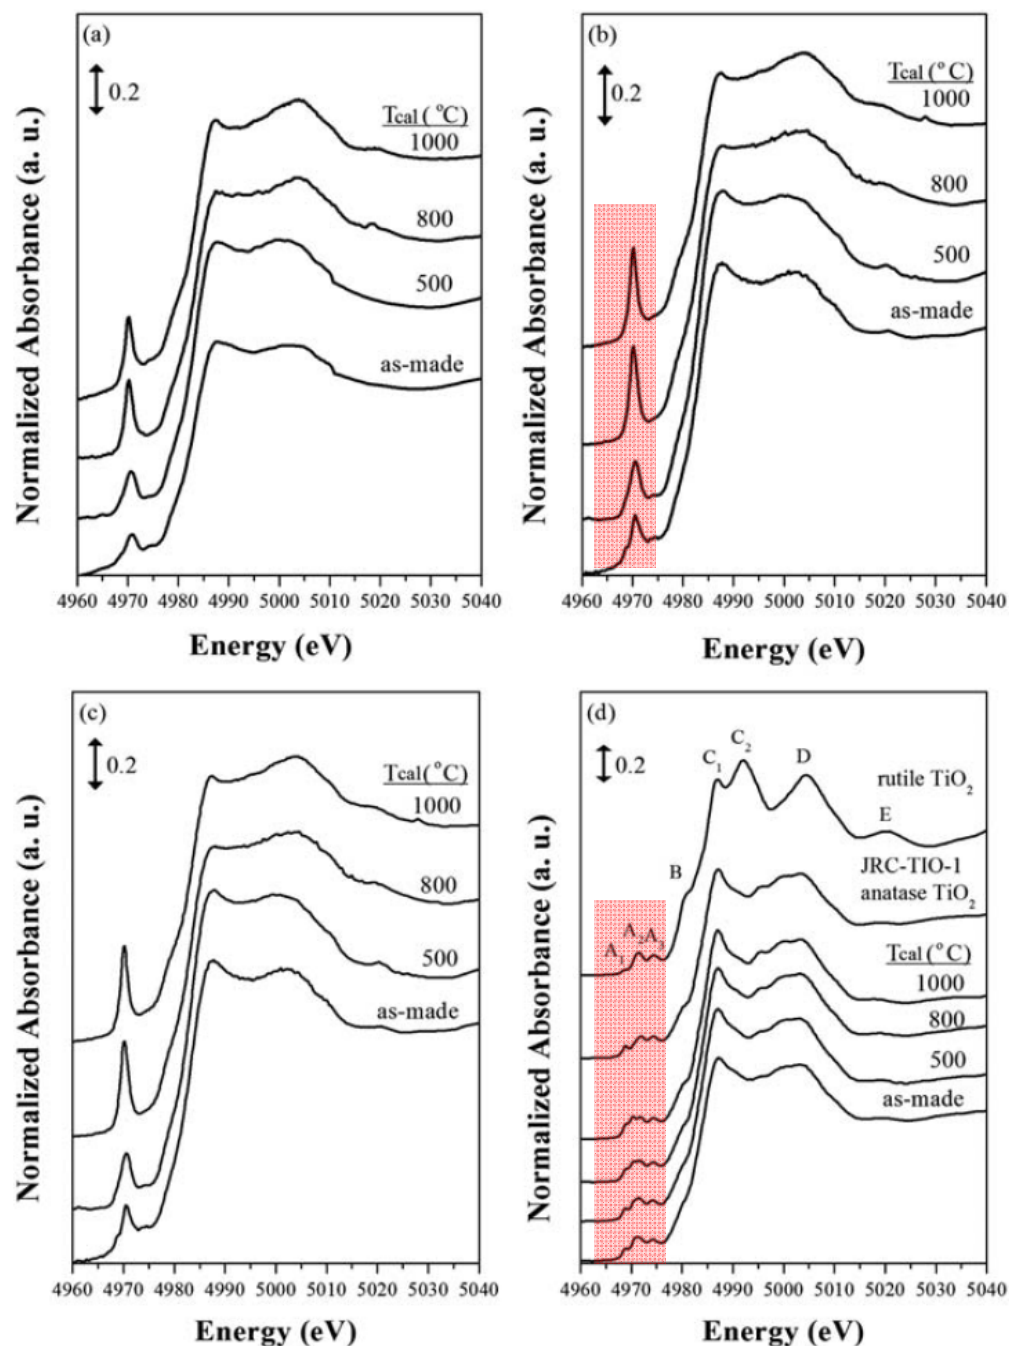 (a)
0.2
Tcal (°C)
1000
800
500
as-made
Normalized Absorbance (a. u.)
4960 4970 4980 4990 5000 5010 5020 5030 5040
Energy (eV)
(b)
0.2
Tcal (°C)
1000
800
500
as-made
Normalized Absorbance (a. u.)
4960 4970 4980 4990 5000 5010 5020 5030 5040
Energy (eV)
(c)
0.2
Tcal(°C)
1000
800
500
as-made
Normalized Absorbance (a. u.)
4960 4970 4980 4990 5000 5010 5020 5030 5040
Energy (eV)
(d)
0.2
C₁ C₂ D
rutile TiO₂
E
B
JRC-TIO-1
anatase TiO₂
A₁ A₂ A₃
Tcal (°C)
1000
800
500
as-made
Normalized Absorbance (a. u.)
4960 4970 4980 4990 5000 5010 5020 5030 5040
Energy (eV)